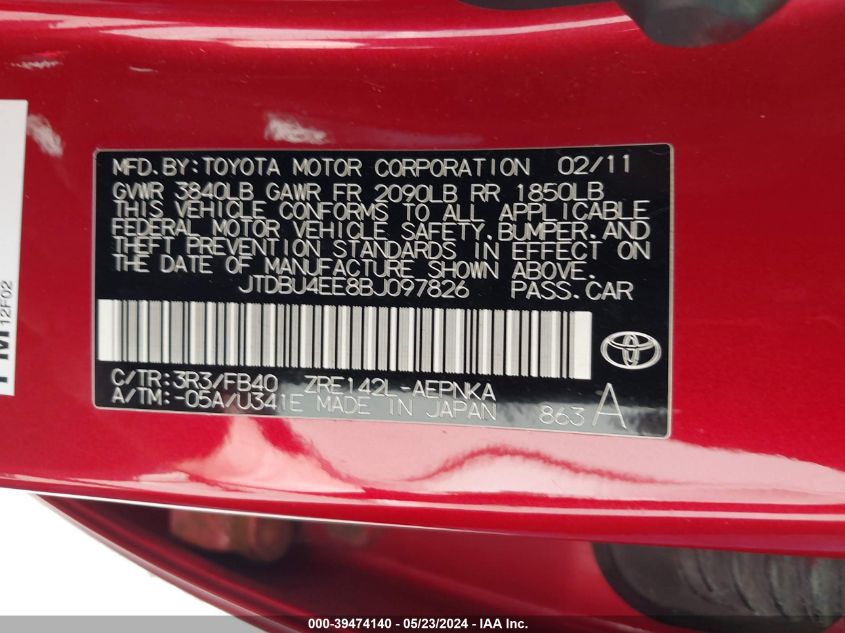 MFD. BY: TOYOTA MOTOR CORPORATION 02/11
GVWR 3840LB GAWR FR 2090LB RR 1850LB
THIS VEHICLE CONFORMS TO ALL APPLICABLE
FEDERAL MOTOR VEHICLE SAFETY, BUMPER, AND
THEFT PREVENTION STANDARDS IN EFFECT ON
THE DATE OF MANUFACTURE SHOWN ABOVE.
JTDBU4EE8BJ097826 PASS. CAR
C/TR: 3R3/FB40 ZRE142L-AEPNKA
A/TM: -05A/U341E MADE IN JAPAN 863 A
12F02
000-39474140 - 05/23/2024 - IAA Inc.